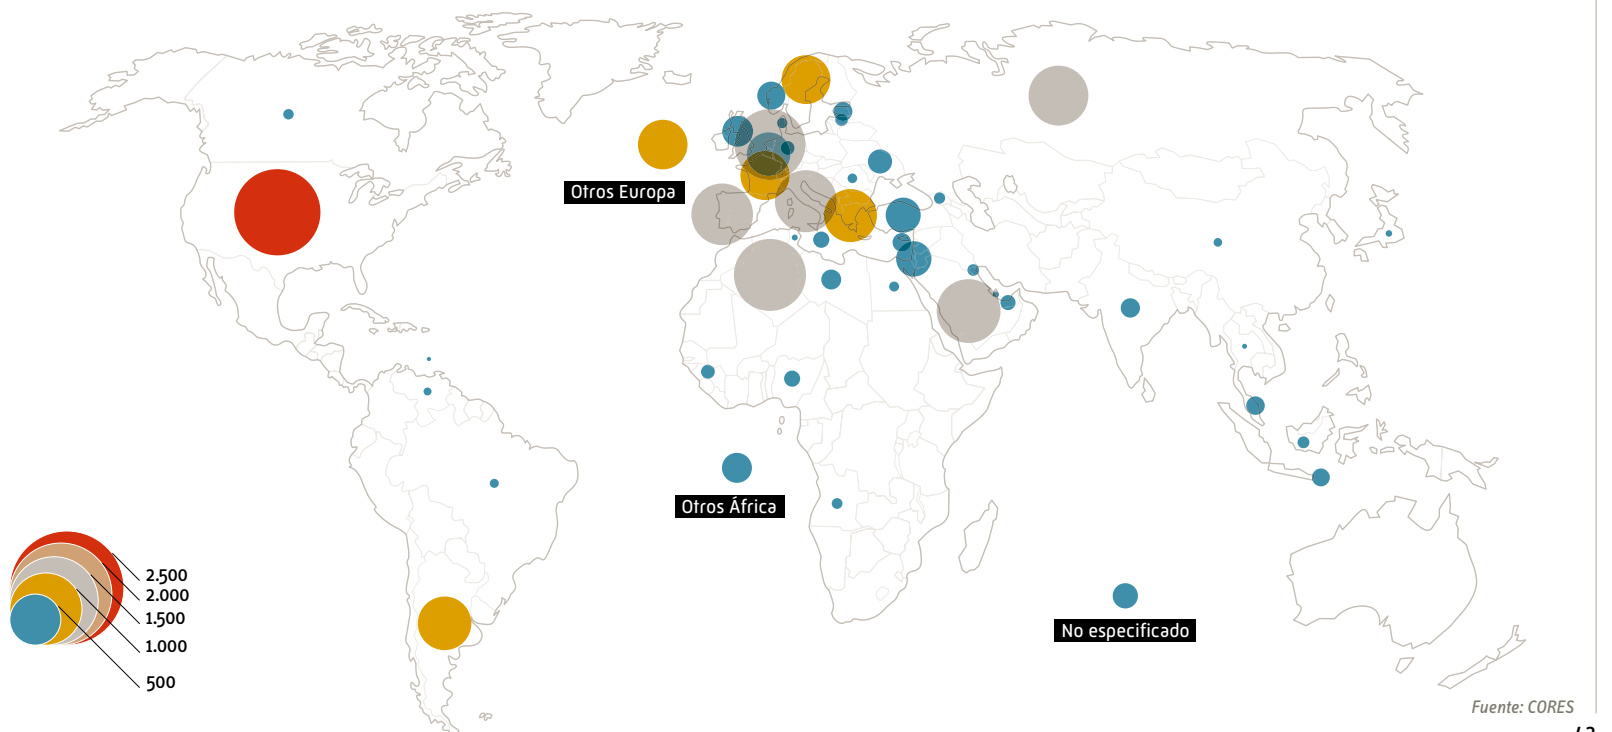 Otros Europa
Otros África
2.500
2.000
1.500
1.000
500
No especificado
Fuente: CORES